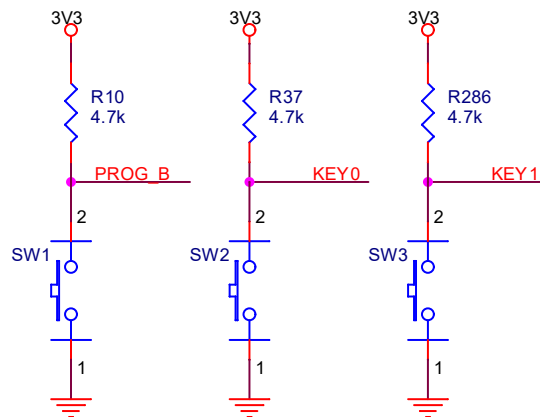 3V3 3V3 3V3
R10 R37 R286
4.7k 4.7k 4.7k
PROG_B KEY0 KEY1
2 2 2
SW1 SW2 SW3
1 1 1